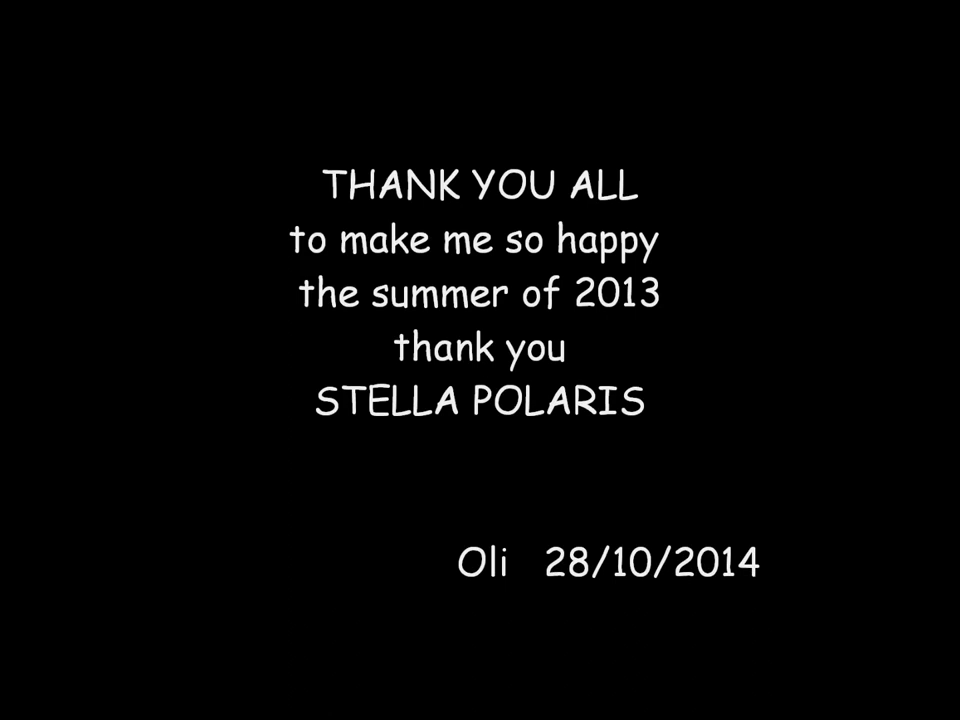 THANK YOU ALL
to make me so happy
the summer of 2013
thank you
STELLA POLARIS
Oli 28/10/2014